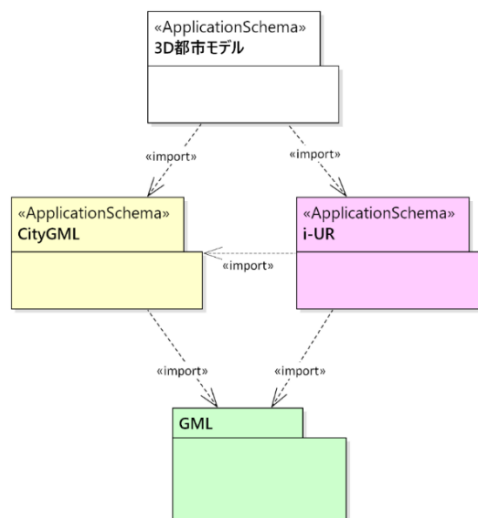 «ApplicationSchema»
3D都市モデル
«import»
«import»
«ApplicationSchema»
CityGML
«ApplicationSchema»
i-UR
«import»
«import»
«import»
GML